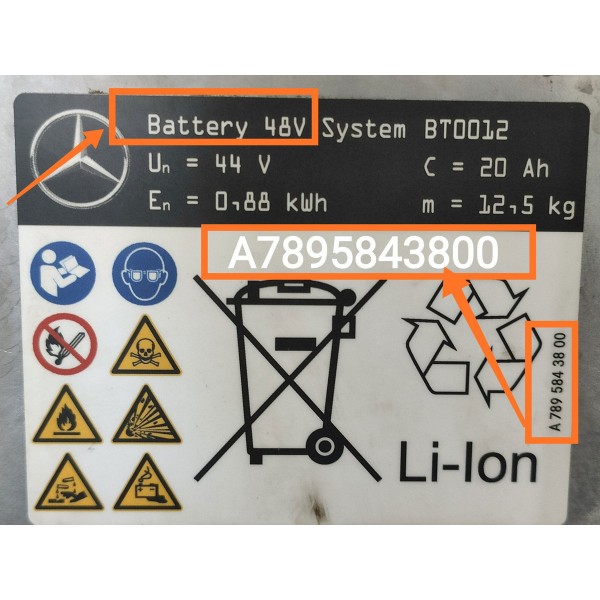 Battery 48V System BT0012
Un = 44 V C = 20 Ah
En = 0,88 kWh m = 12,5 kg
A7895843800
A 789 584 38 00
Li-Ion